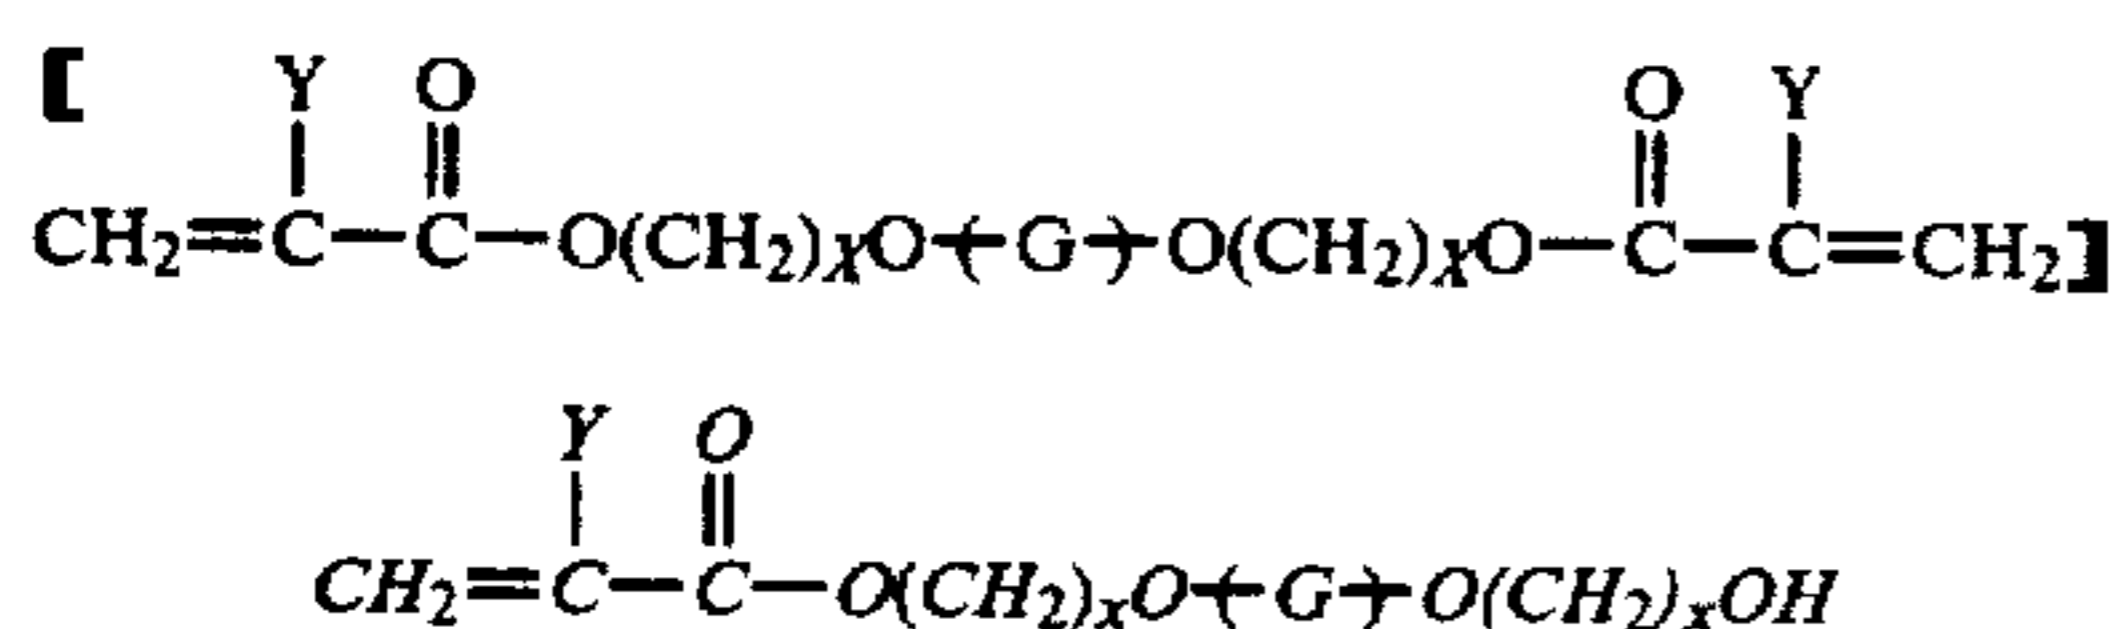 [ Y O O Y
CH2=C—C—O(CH2)XO-(-G-)-O(CH2)XO—C—C=CH2]
Y O
CH2=C—C—O(CH2)xO-(-G-)-O(CH2)xOH